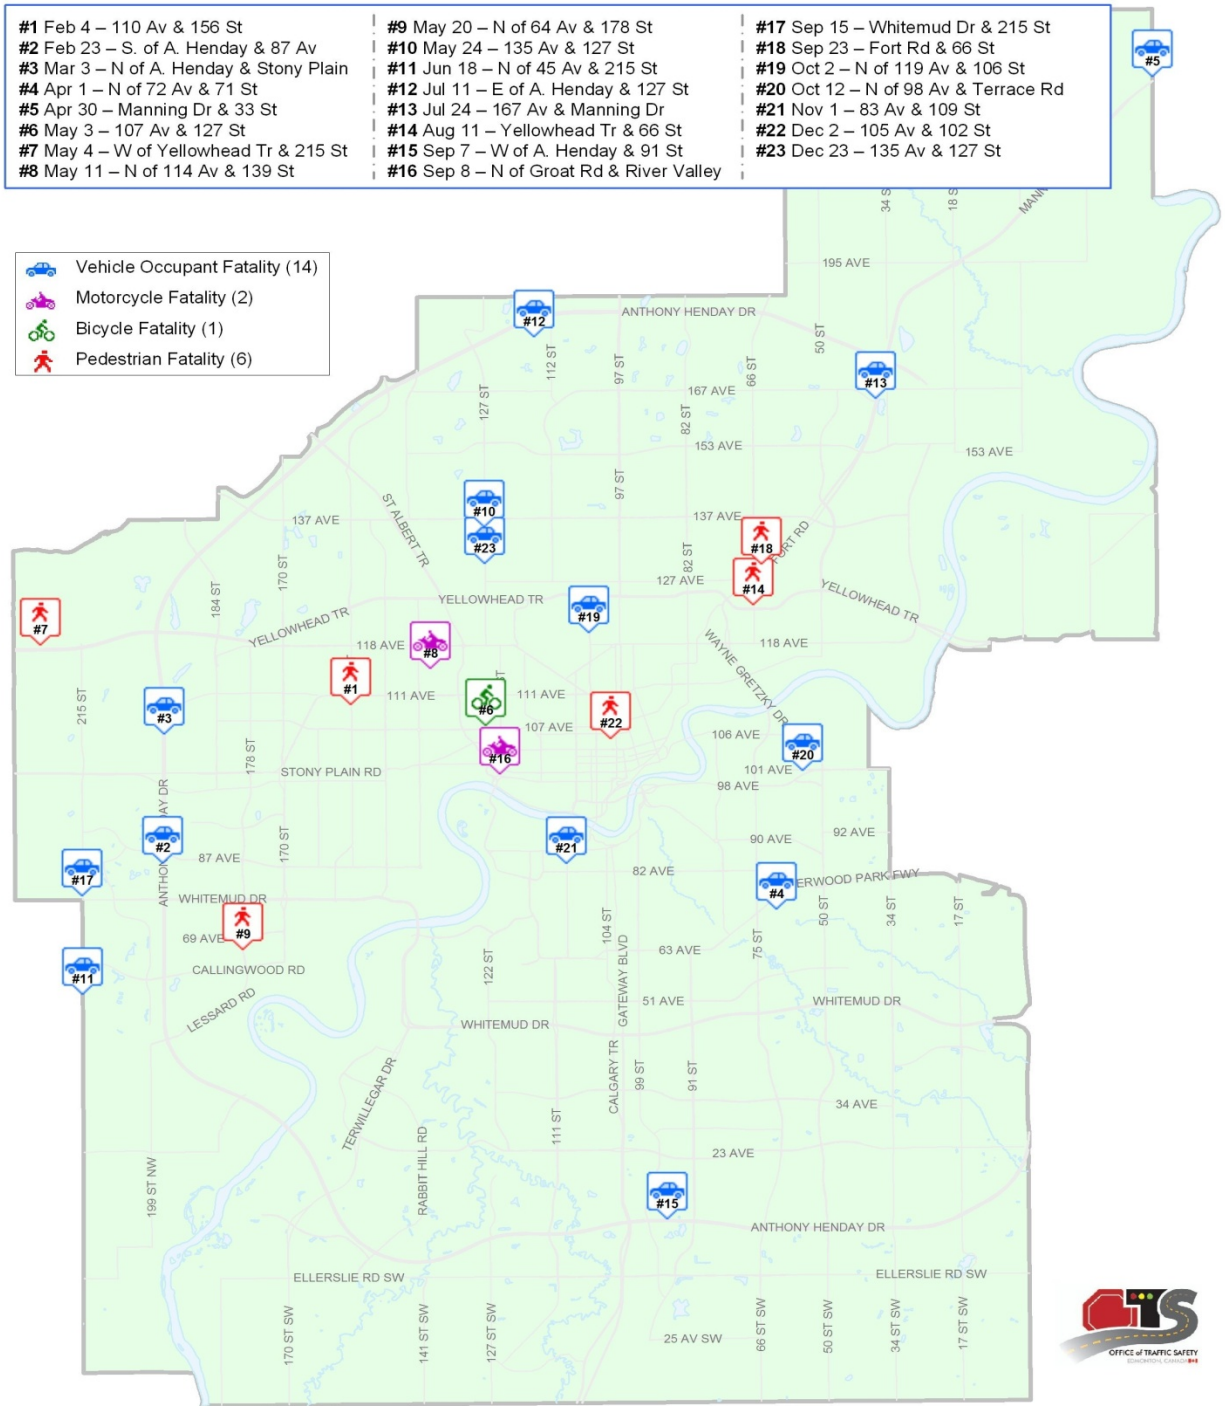 #1 Feb 4 – 110 Av & 156 St
#2 Feb 23 – S. of A. Henday & 87 Av
#3 Mar 3 – N of A. Henday & Stony Plain
#4 Apr 1 – N of 72 Av & 71 St
#5 Apr 30 – Manning Dr & 33 St
#6 May 3 – 107 Av & 127 St
#7 May 4 – W of Yellowhead Tr & 215 St
#8 May 11 – N of 114 Av & 139 St
#9 May 20 – N of 64 Av & 178 St
#10 May 24 – 135 Av & 127 St
#11 Jun 18 – N of 45 Av & 215 St
#12 Jul 11 – E of A. Henday & 127 St
#13 Jul 24 – 167 Av & Manning Dr
#14 Aug 11 – Yellowhead Tr & 66 St
#15 Sep 7 – W of A. Henday & 91 St
#16 Sep 8 – N of Groat Rd & River Valley
#17 Sep 15 – Whitemud Dr & 215 St
#18 Sep 23 – Fort Rd & 66 St
#19 Oct 2 – N of 119 Av & 106 St
#20 Oct 12 – N of 98 Av & Terrace Rd
#21 Nov 1 – 83 Av & 109 St
#22 Dec 2 – 105 Av & 102 St
#23 Dec 23 – 135 Av & 127 St
Vehicle Occupant Fatality (14)
Motorcycle Fatality (2)
Bicycle Fatality (1)
Pedestrian Fatality (6)
#5
34 S
18 S
MANN
195 AVE
ANTHONY HENDAY DR
#12
50 ST
112 ST
97 ST
66 ST
#13
167 AVE
127 ST
82 ST
153 AVE
153 AVE
97 ST
#10
ST ALBERT TR
137 AVE
137 AVE
#18
FORT RD
#23
82 ST
170 ST
127 AVE
#14
184 ST
YELLOWHEAD TR
YELLOWHEAD TR
YELLOWHEAD TR
#19
#7
118 AVE
#8
WAYNE GRETZKY DR
118 AVE
#1
ST
111 AVE
111 AVE
#6
215 ST
#3
#22
107 AVE
106 AVE
#20
178 ST
#16
STONY PLAIN RD
101 AVE
98 AVE
ANTHO
DAY DR
#2
#21
90 AVE
92 AVE
170 ST
87 AVE
#17
82 AVE
#4
ERWOOD PARK FWY
WHITEMUD DR
50 ST
34 ST
17 ST
#9
69 AVE
104 ST
75 ST
63 AVE
#11
CALLINGWOOD RD
122 ST
GATEWAY BLVD
LESSARD RD
51 AVE
WHITEMUD DR
WHITEMUD DR
CALGARY TR
99 ST
91 ST
TERWILLEGAR DR
34 AVE
111 ST
23 AVE
RABBIT HILL RD
199 ST NW
#15
ANTHONY HENDAY DR
ELLERSLIE RD SW
ELLERSLIE RD SW
170 ST SW
141 ST SW
127 ST SW
25 AV SW
66 ST SW
50 ST SW
34 ST SW
17 ST SW
OTS
OFFICE of TRAFFIC SAFETY
EDMONTON, CANADA